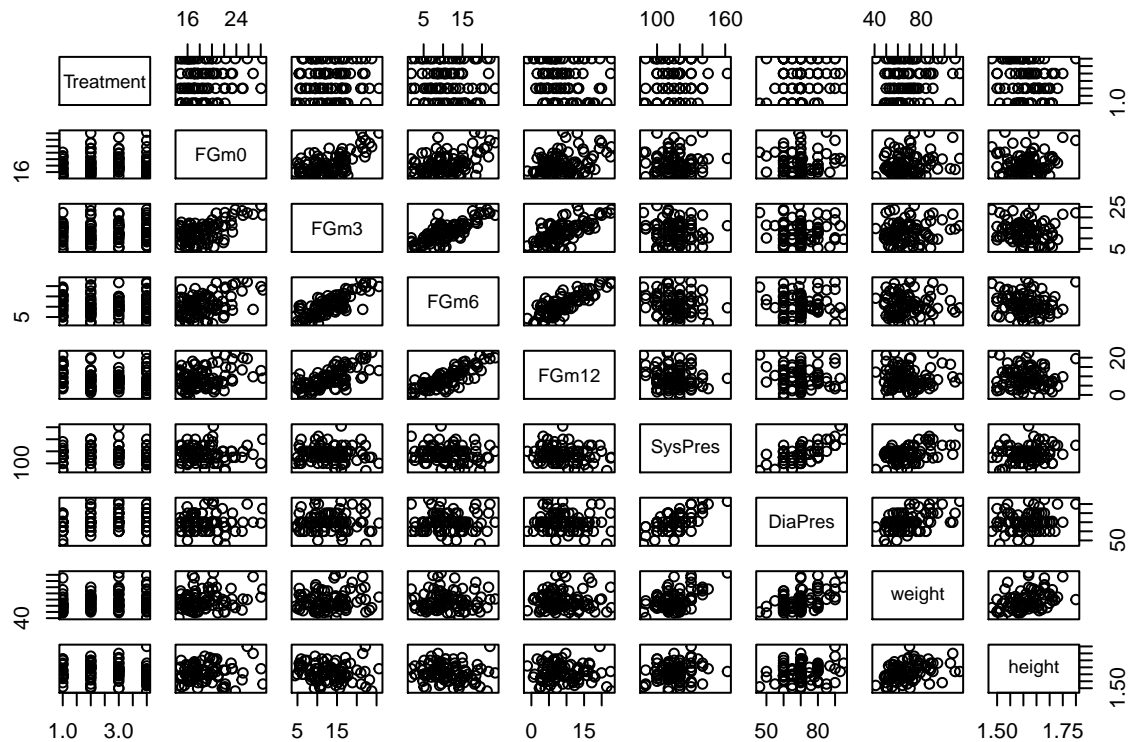 16 24 5 15 100 160 40 80
Treatment 1.0
16 FGm0
FGm3 5 25
5 FGm6
FGm12 0 20
100 SysPres
DiaPres 50
40 weight
height 1.50
1.0 3.0 5 15 0 15 50 80 1.50 1.75